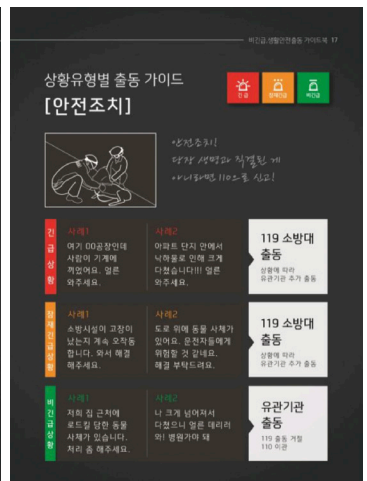 비긴급·생활안전출동 가이드북 17
상황유형별 출동 가이드
[안전조치]
긴급
잠재긴급
비긴급
안전조치!
당장 생명과 직결된 게
아니라면 110으로 신고!
긴급상황
사례1
여기 00공장인데
사람이 기계에
끼었어요. 얼른
와주세요.
사례2
아파트 단지 안에서
낙하물로 인해 크게
다쳤습니다!!! 얼른
와주세요.
119 소방대
출동
상황에 따라
유관기관 추가 출동
잠재긴급상황
사례1
소방시설이 고장이
났는지 계속 오작동
합니다. 와서 해결
해주세요.
사례2
도로 위에 동물 사체가
있어요. 운전자들에게
위험할 것 같네요.
해결 부탁드려요.
119 소방대
출동
상황에 따라
유관기관 추가 출동
비긴급상황
사례1
저희 집 근처에
로드킬 당한 동물
사체가 있습니다.
처리 좀 해주세요.
사례2
나 크게 넘어져서
다쳤으니 얼른 데리러
와! 병원가야 돼
유관기관
출동
119 출동 거절
110 이관